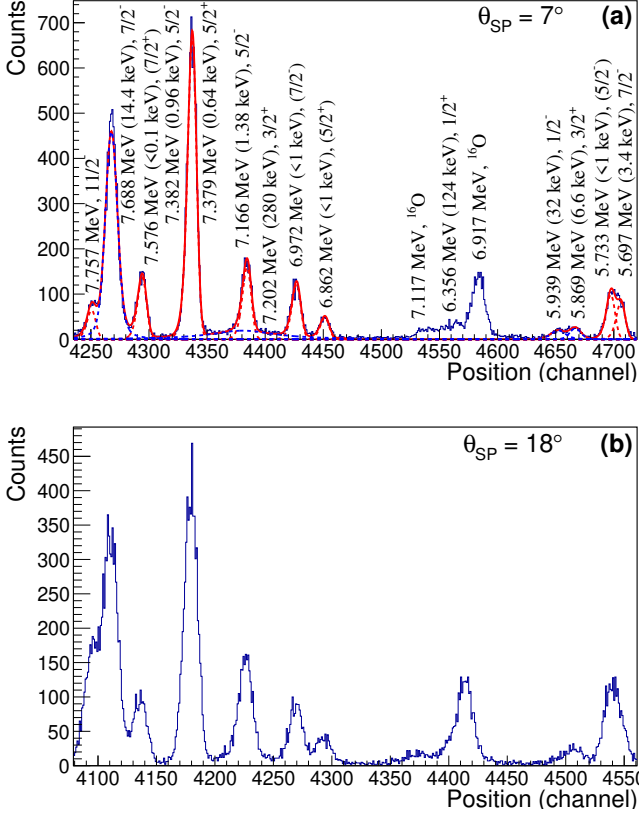 θSP = 7°
(a)
Counts
700
600
500
400
300
200
100
0
7.757 MeV, 11/2⁻
7.688 MeV (14.4 keV), 7/2⁻
7.576 MeV (<0.1 keV), (7/2⁺)
7.382 MeV (0.96 keV), 5/2⁻
7.379 MeV (0.64 keV), 5/2⁺
7.166 MeV (1.38 keV), 5/2⁻
7.202 MeV (280 keV), 3/2⁺
6.972 MeV (<1 keV), (7/2⁻)
6.862 MeV (<1 keV), (5/2⁺)
7.117 MeV, ¹⁶O
6.356 MeV (124 keV), 1/2⁺
6.917 MeV, ¹⁶O
5.939 MeV (32 keV), 1/2⁻
5.869 MeV (6.6 keV), 3/2⁺
5.733 MeV (<1 keV), (5/2⁻)
5.697 MeV (3.4 keV), 7/2⁻
4250 4300 4350 4400 4450 4500 4550 4600 4650 4700
Position (channel)
θSP = 18°
(b)
Counts
450
400
350
300
250
200
150
100
50
0
4100 4150 4200 4250 4300 4350 4400 4450 4500 4550
Position (channel)